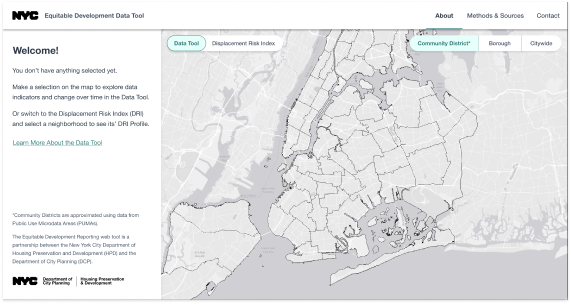 NYC Equitable Development Data Tool
About Methods & Sources Contact
Data Tool Displacement Risk Index
Community District* Borough Citywide
Welcome!
You don't have anything selected yet.
Make a selection on the map to explore data
indicators and change over time in the Data Tool.
Or switch to the Displacement Risk Index (DRI)
and select a neighborhood to see its' DRI Profile.
Learn More About the Data Tool
*Community Districts are approximated using data from
Public Use Microdata Areas (PUMAs).
The Equitable Development Reporting web tool is a
partnership between the New York City Department of
Housing Preservation and Development (HPD) and the
Department of City Planning (DCP).
NYC Department of City Planning Housing Preservation & Development